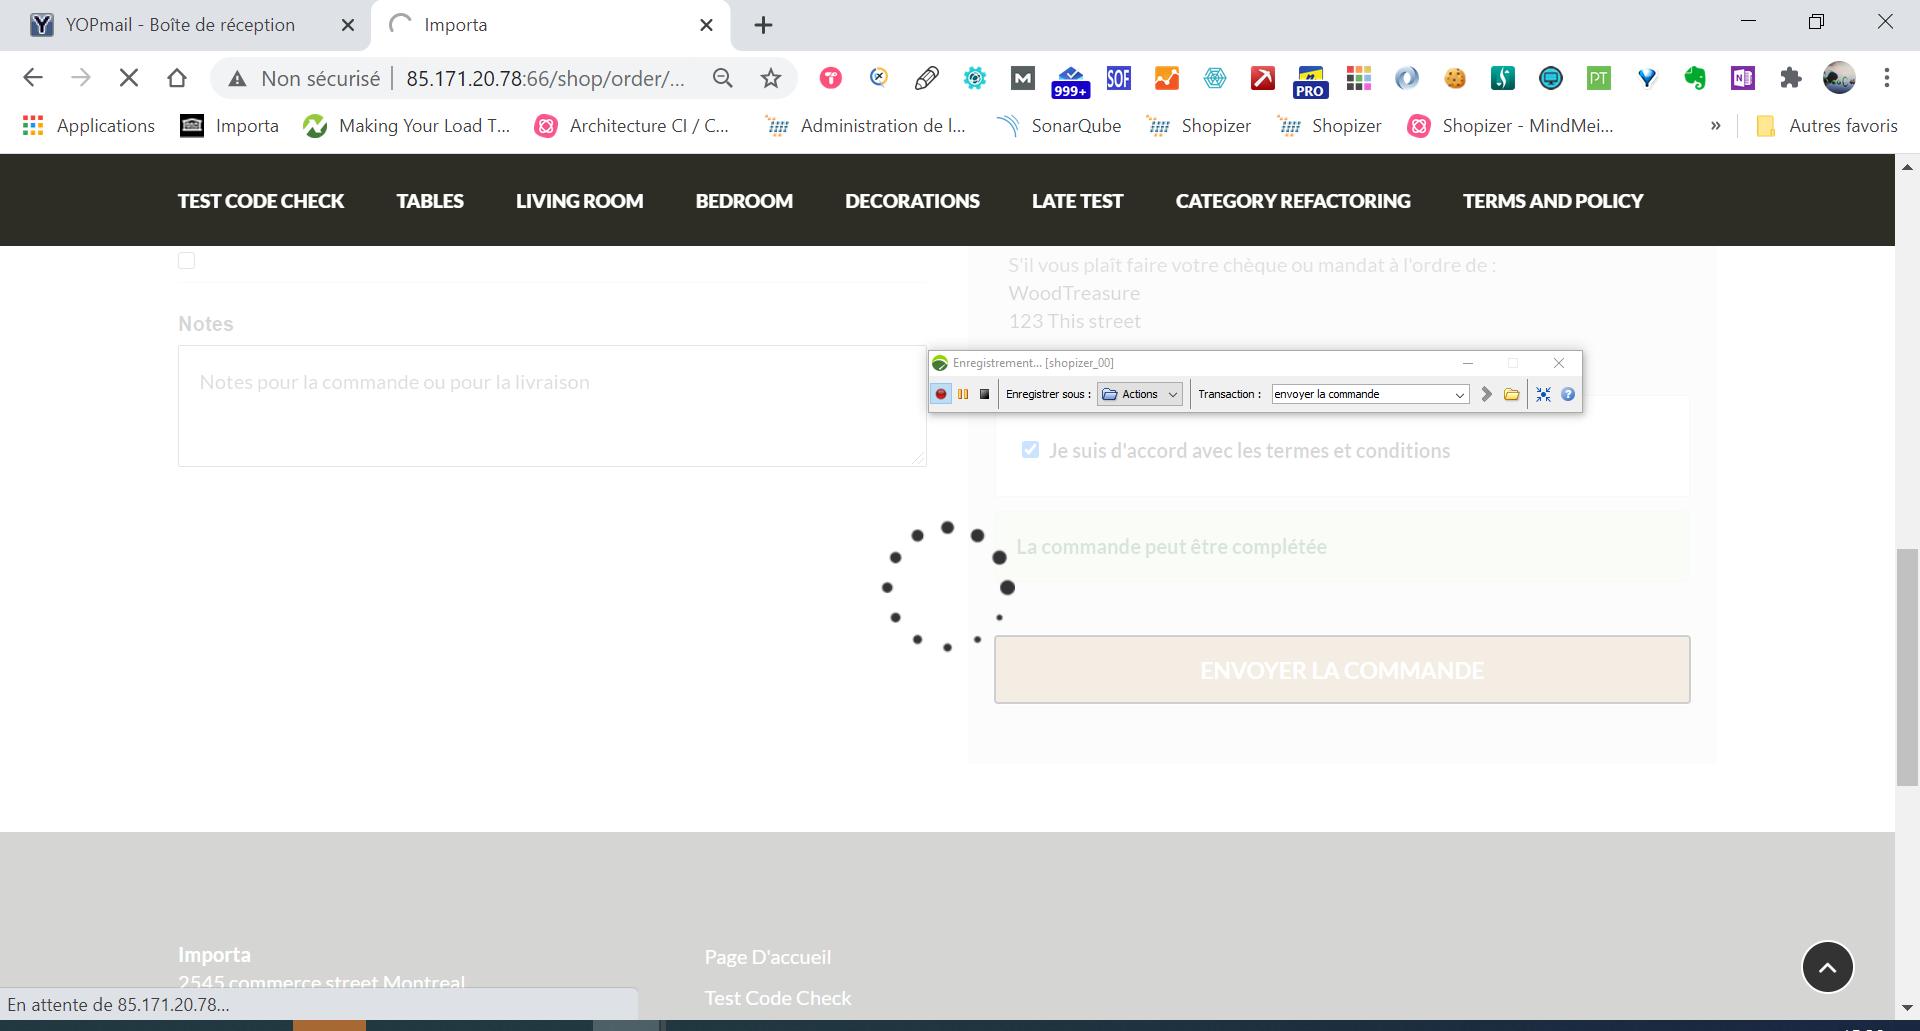 YOPmail - Boîte de réception
Importa
Non sécurisé
85.171.20.78:66/shop/order/...
M
999+
SOF
PRO
PT
N
Applications
Importa
Making Your Load T...
Architecture CI / C...
Administration de l...
SonarQube
Shopizer
Shopizer
Shopizer - MindMei...
»
Autres favoris
TEST CODE CHECK
TABLES
LIVING ROOM
BEDROOM
DECORATIONS
LATE TEST
CATEGORY REFACTORING
TERMS AND POLICY
Notes
Notes pour la commande ou pour la livraison
S'il vous plaît faire votre chèque ou mandat à l'ordre de :
WoodTreasure
123 This street
Enregistrement... [shopizer_00]
Enregistrer sous :
Actions
Transaction :
envoyer la commande
Je suis d'accord avec les termes et conditions
La commande peut être complétée
ENVOYER LA COMMANDE
Importa
2545 commerce street Montreal
Page D'accueil
Test Code Check
En attente de 85.171.20.78...